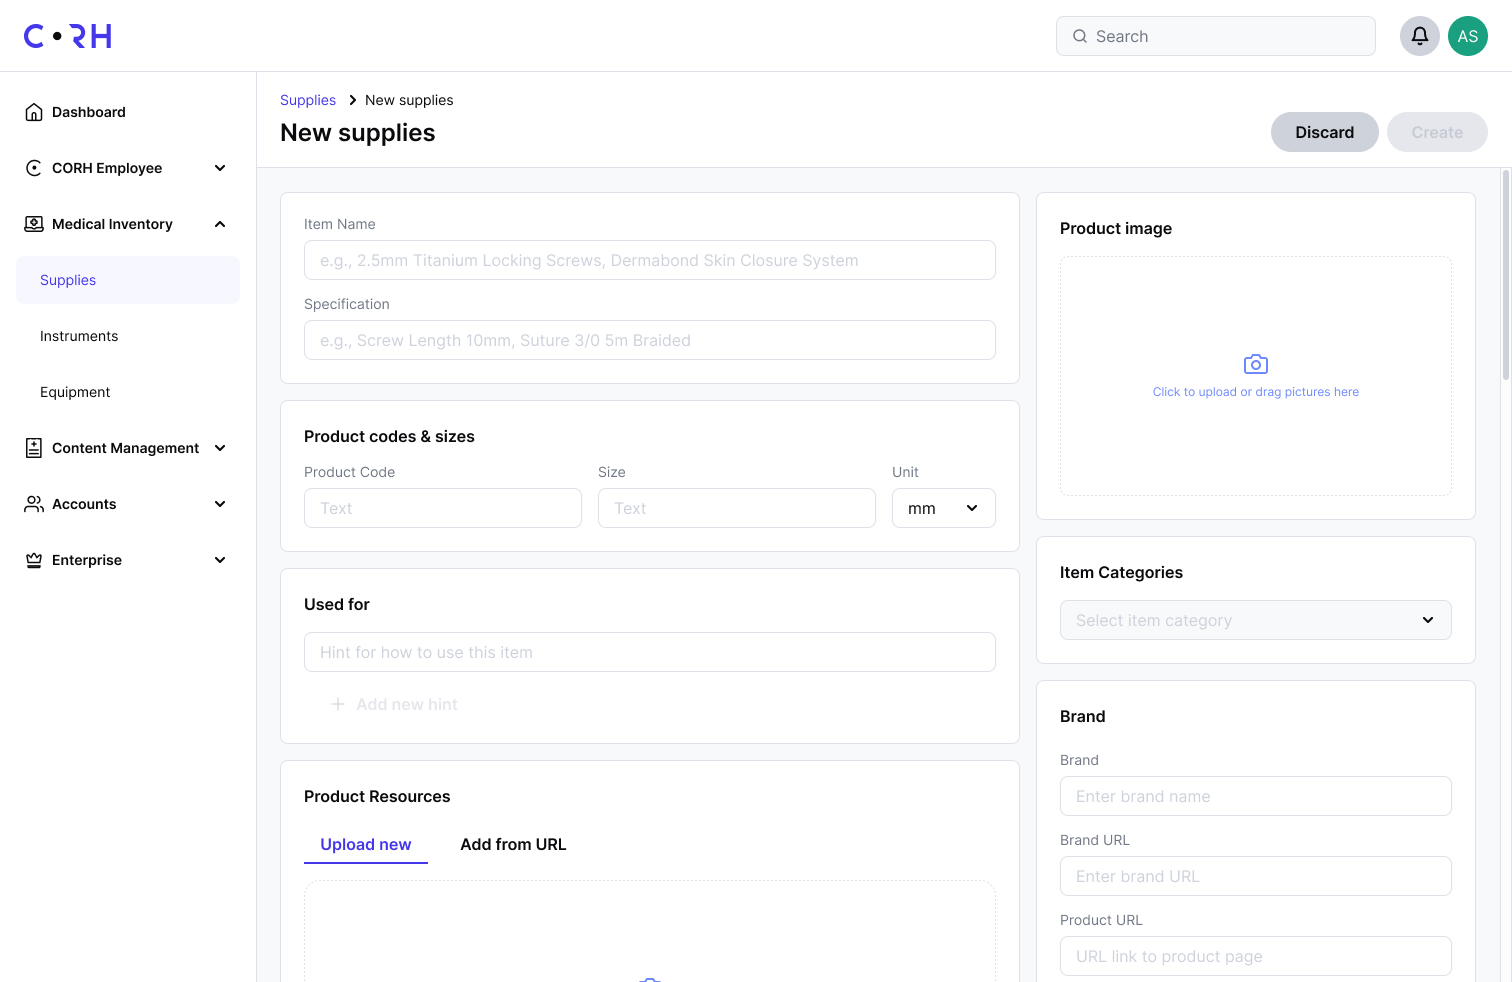 CORH
Search
AS
Dashboard
CORH Employee
Medical Inventory
Supplies
Instruments
Equipment
Content Management
Accounts
Enterprise
Supplies > New supplies
New supplies
Discard
Create
Item Name
e.g., 2.5mm Titanium Locking Screws, Dermabond Skin Closure System
Specification
e.g., Screw Length 10mm, Suture 3/0 5m Braided
Product codes & sizes
Product Code Size Unit
Text Text mm
Used for
Hint for how to use this item
+ Add new hint
Product Resources
Upload new Add from URL
Product image
Click to upload or drag pictures here
Item Categories
Select item category
Brand
Brand
Enter brand name
Brand URL
Enter brand URL
Product URL
URL link to product page